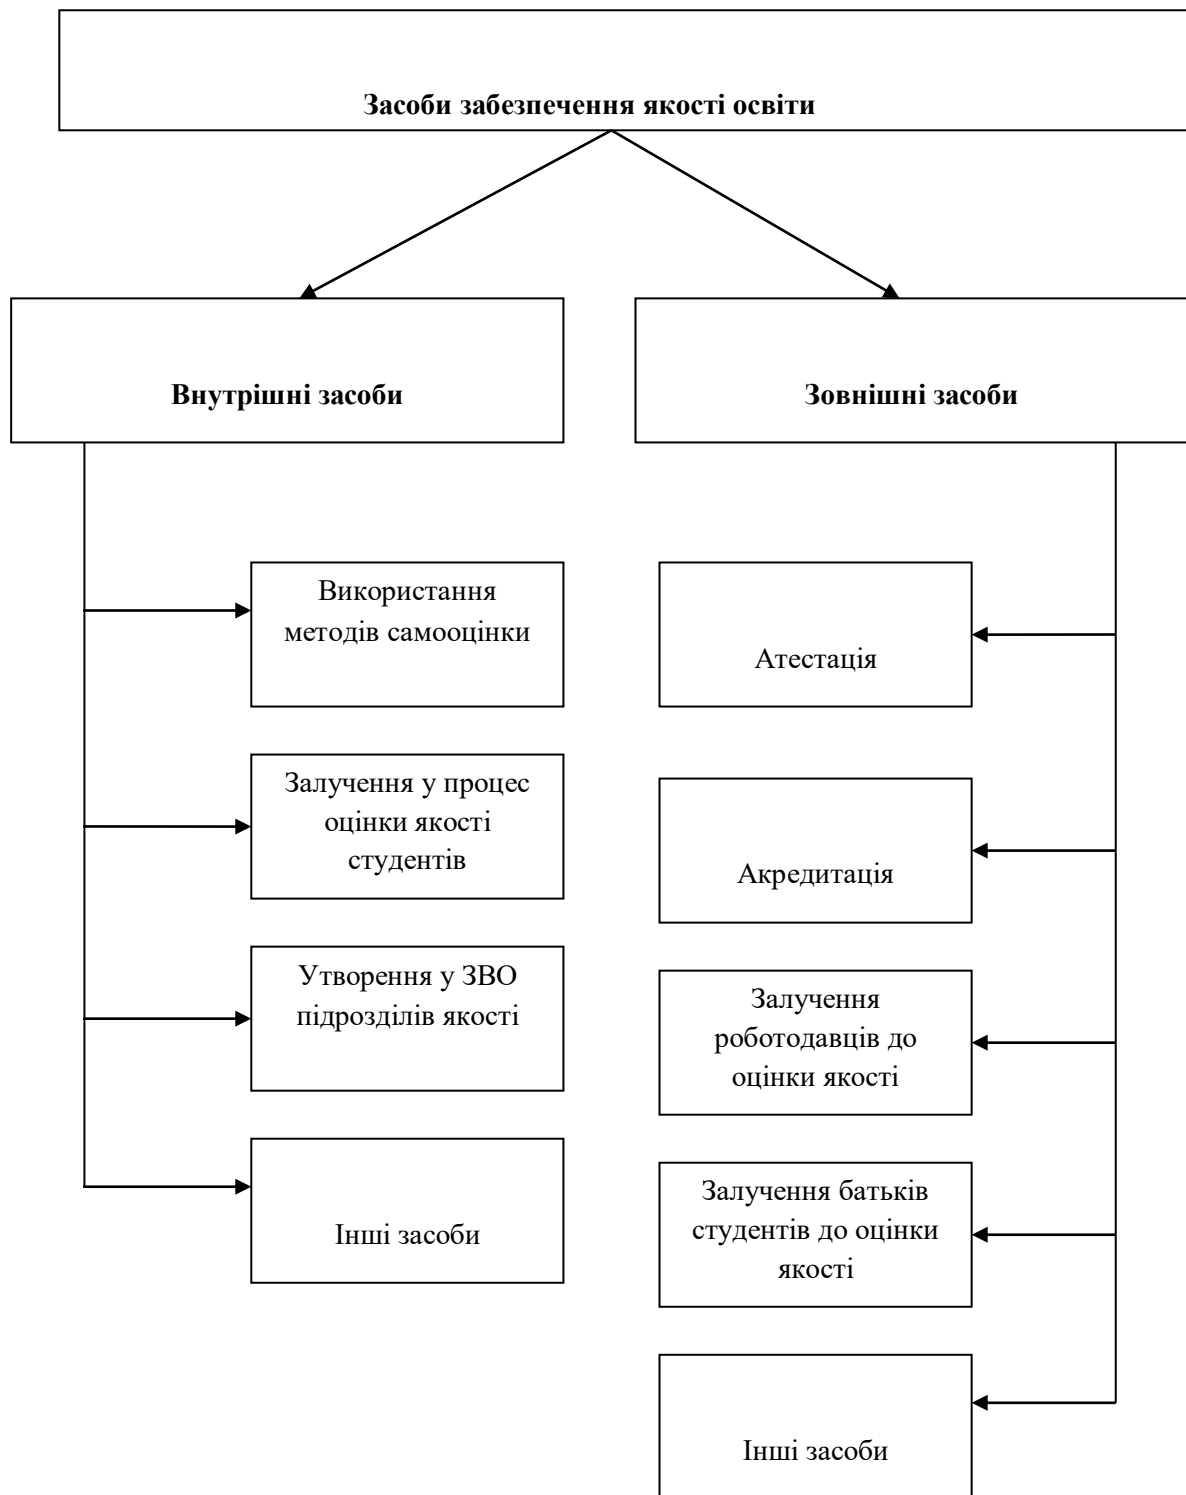 Засоби забезпечення якості освіти
Внутрішні засоби
Зовнішні засоби
Використання
методів самооцінки
Залучення у процес
оцінки якості
студентів
Утворення у ЗВО
підрозділів якості
Інші засоби
Атестація
Акредитація
Залучення
роботодавців до
оцінки якості
Залучення батьків
студентів до оцінки
якості
Інші засоби